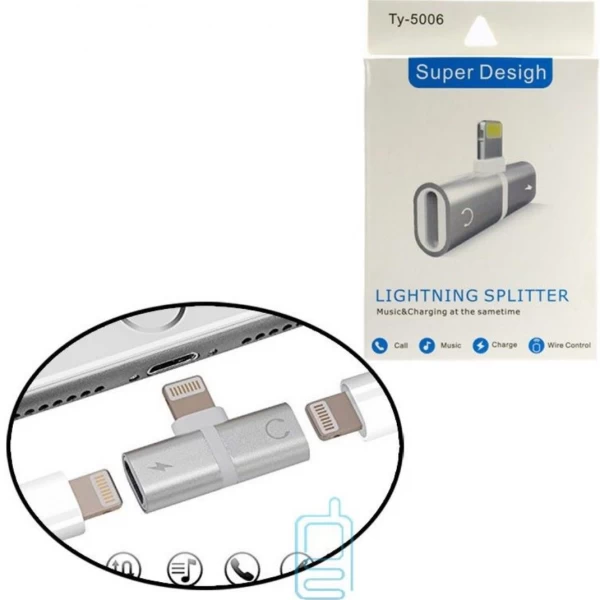 Ty-5006
Super Desigh
LIGHTNING SPLITTER
Music&Charging at the sametime
Call Music Charge Wire Control